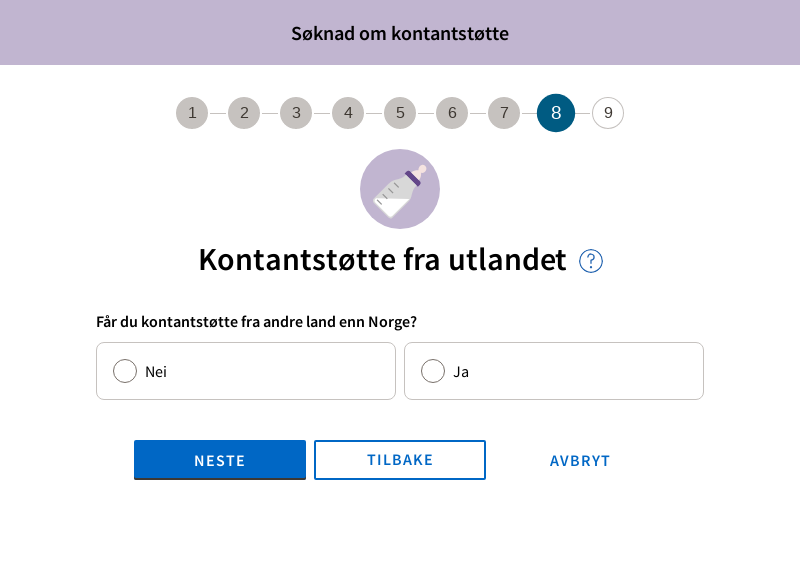 Søknad om kontantstøtte
1 2 3 4 5 6 7 8 9
Kontantstøtte fra utlandet ?
Får du kontantstøtte fra andre land enn Norge?
Nei Ja
NESTE TILBAKE AVBRYT